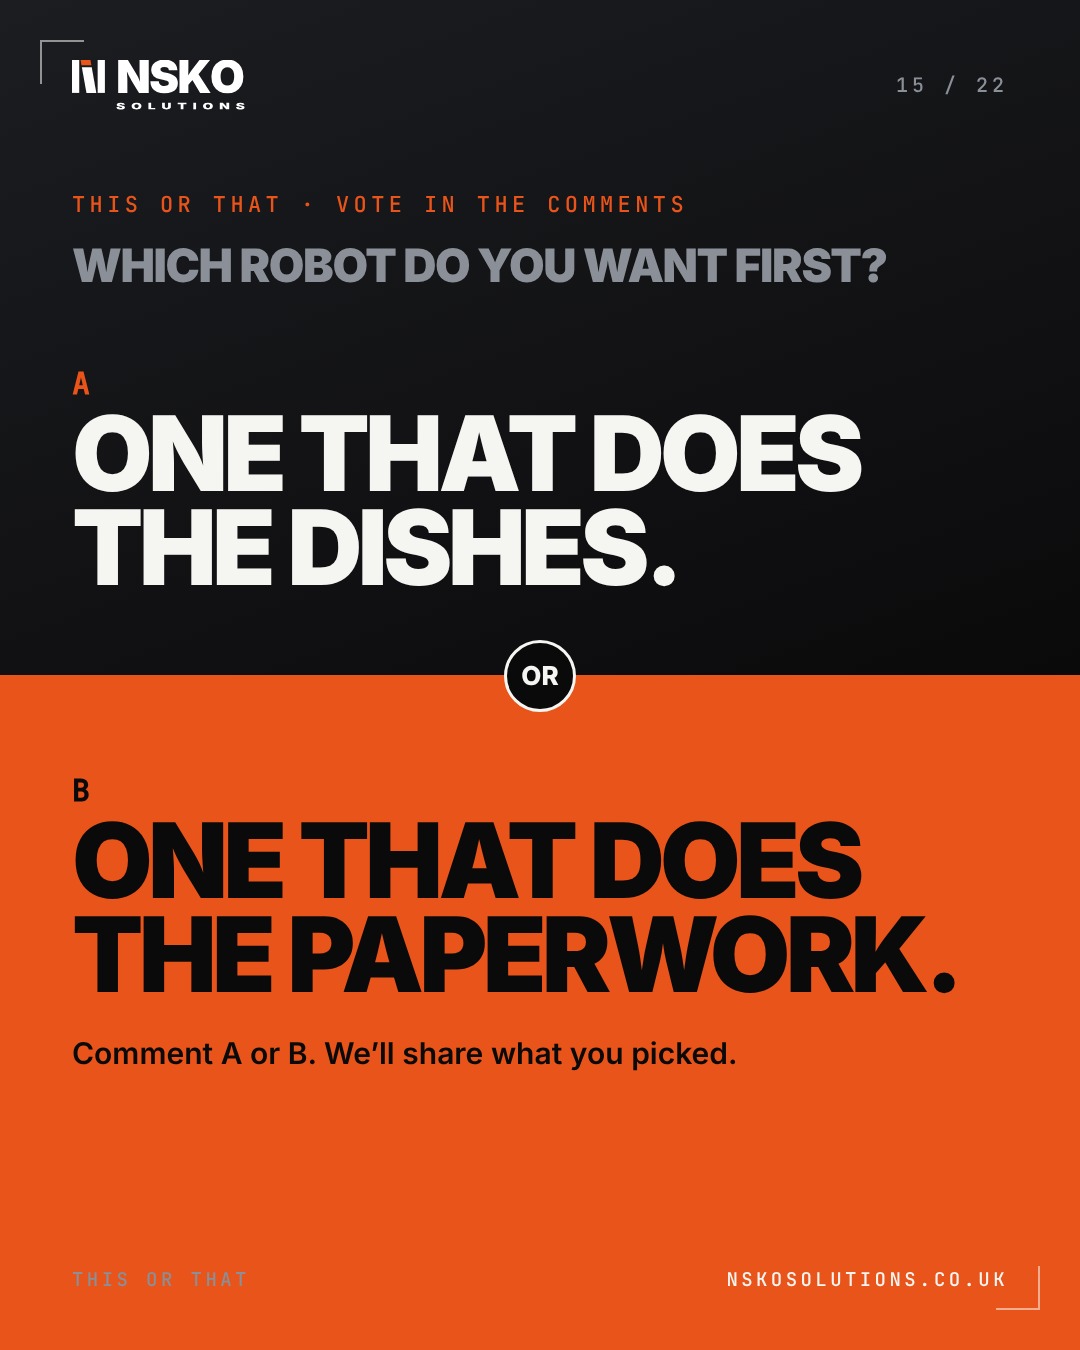 NSKO
SOLUTIONS
15 / 22
THIS OR THAT · VOTE IN THE COMMENTS
WHICH ROBOT DO YOU WANT FIRST?
A
ONE THAT DOES
THE DISHES.
OR
B
ONE THAT DOES
THE PAPERWORK.
Comment A or B. We’ll share what you picked.
THIS OR THAT
NSKOSOLUTIONS.CO.UK